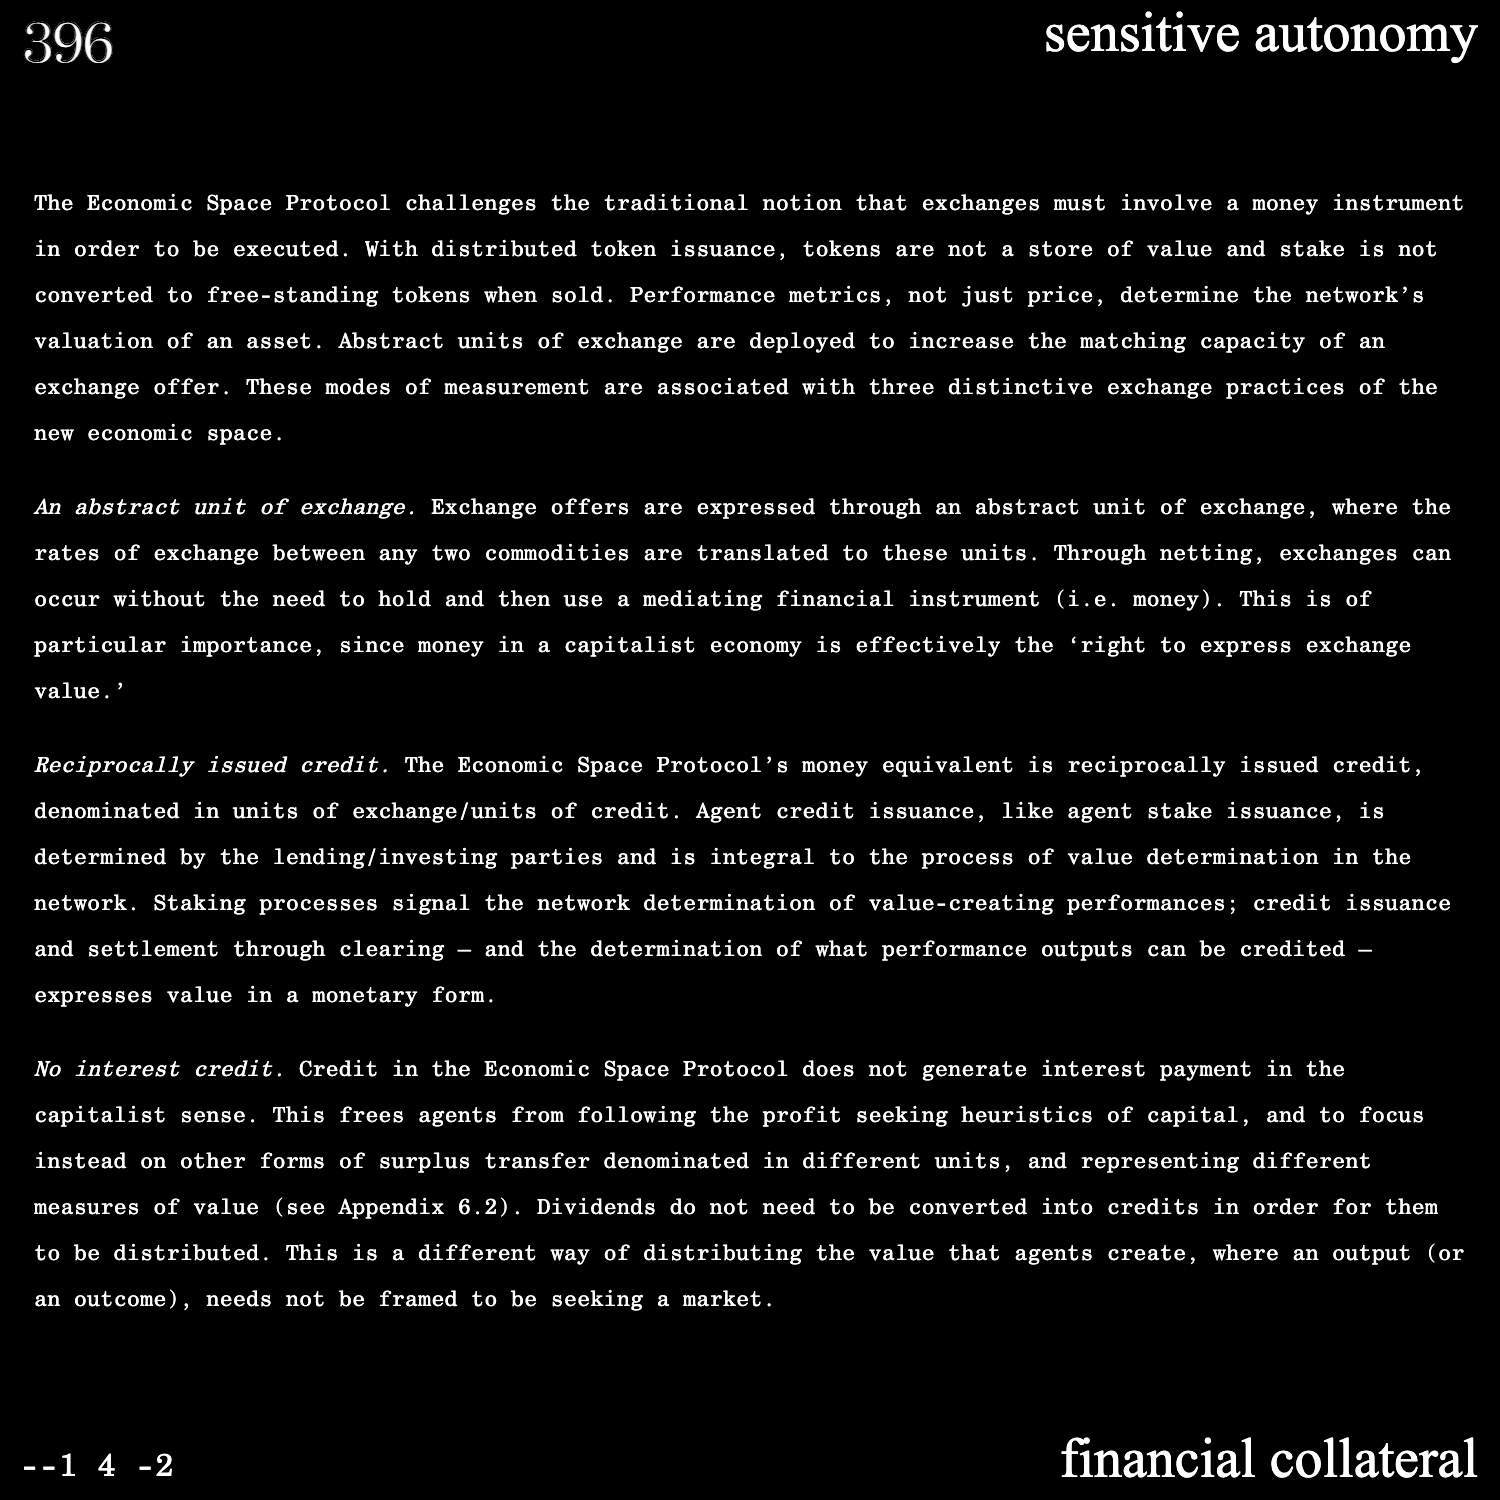 396
sensitive autonomy
The Economic Space Protocol challenges the traditional notion that exchanges must involve a money instrument
in order to be executed. With distributed token issuance, tokens are not a store of value and stake is not
converted to free-standing tokens when sold. Performance metrics, not just price, determine the network’s
valuation of an asset. Abstract units of exchange are deployed to increase the matching capacity of an
exchange offer. These modes of measurement are associated with three distinctive exchange practices of the
new economic space.
An abstract unit of exchange. Exchange offers are expressed through an abstract unit of exchange, where the
rates of exchange between any two commodities are translated to these units. Through netting, exchanges can
occur without the need to hold and then use a mediating financial instrument (i.e. money). This is of
particular importance, since money in a capitalist economy is effectively the ‘right to express exchange
value.’
Reciprocally issued credit. The Economic Space Protocol’s money equivalent is reciprocally issued credit,
denominated in units of exchange/units of credit. Agent credit issuance, like agent stake issuance, is
determined by the lending/investing parties and is integral to the process of value determination in the
network. Staking processes signal the network determination of value-creating performances; credit issuance
and settlement through clearing — and the determination of what performance outputs can be credited —
expresses value in a monetary form.
No interest credit. Credit in the Economic Space Protocol does not generate interest payment in the
capitalist sense. This frees agents from following the profit seeking heuristics of capital, and to focus
instead on other forms of surplus transfer denominated in different units, and representing different
measures of value (see Appendix 6.2). Dividends do not need to be converted into credits in order for them
to be distributed. This is a different way of distributing the value that agents create, where an output (or
an outcome), needs not be framed to be seeking a market.
--1 4 -2
financial collateral